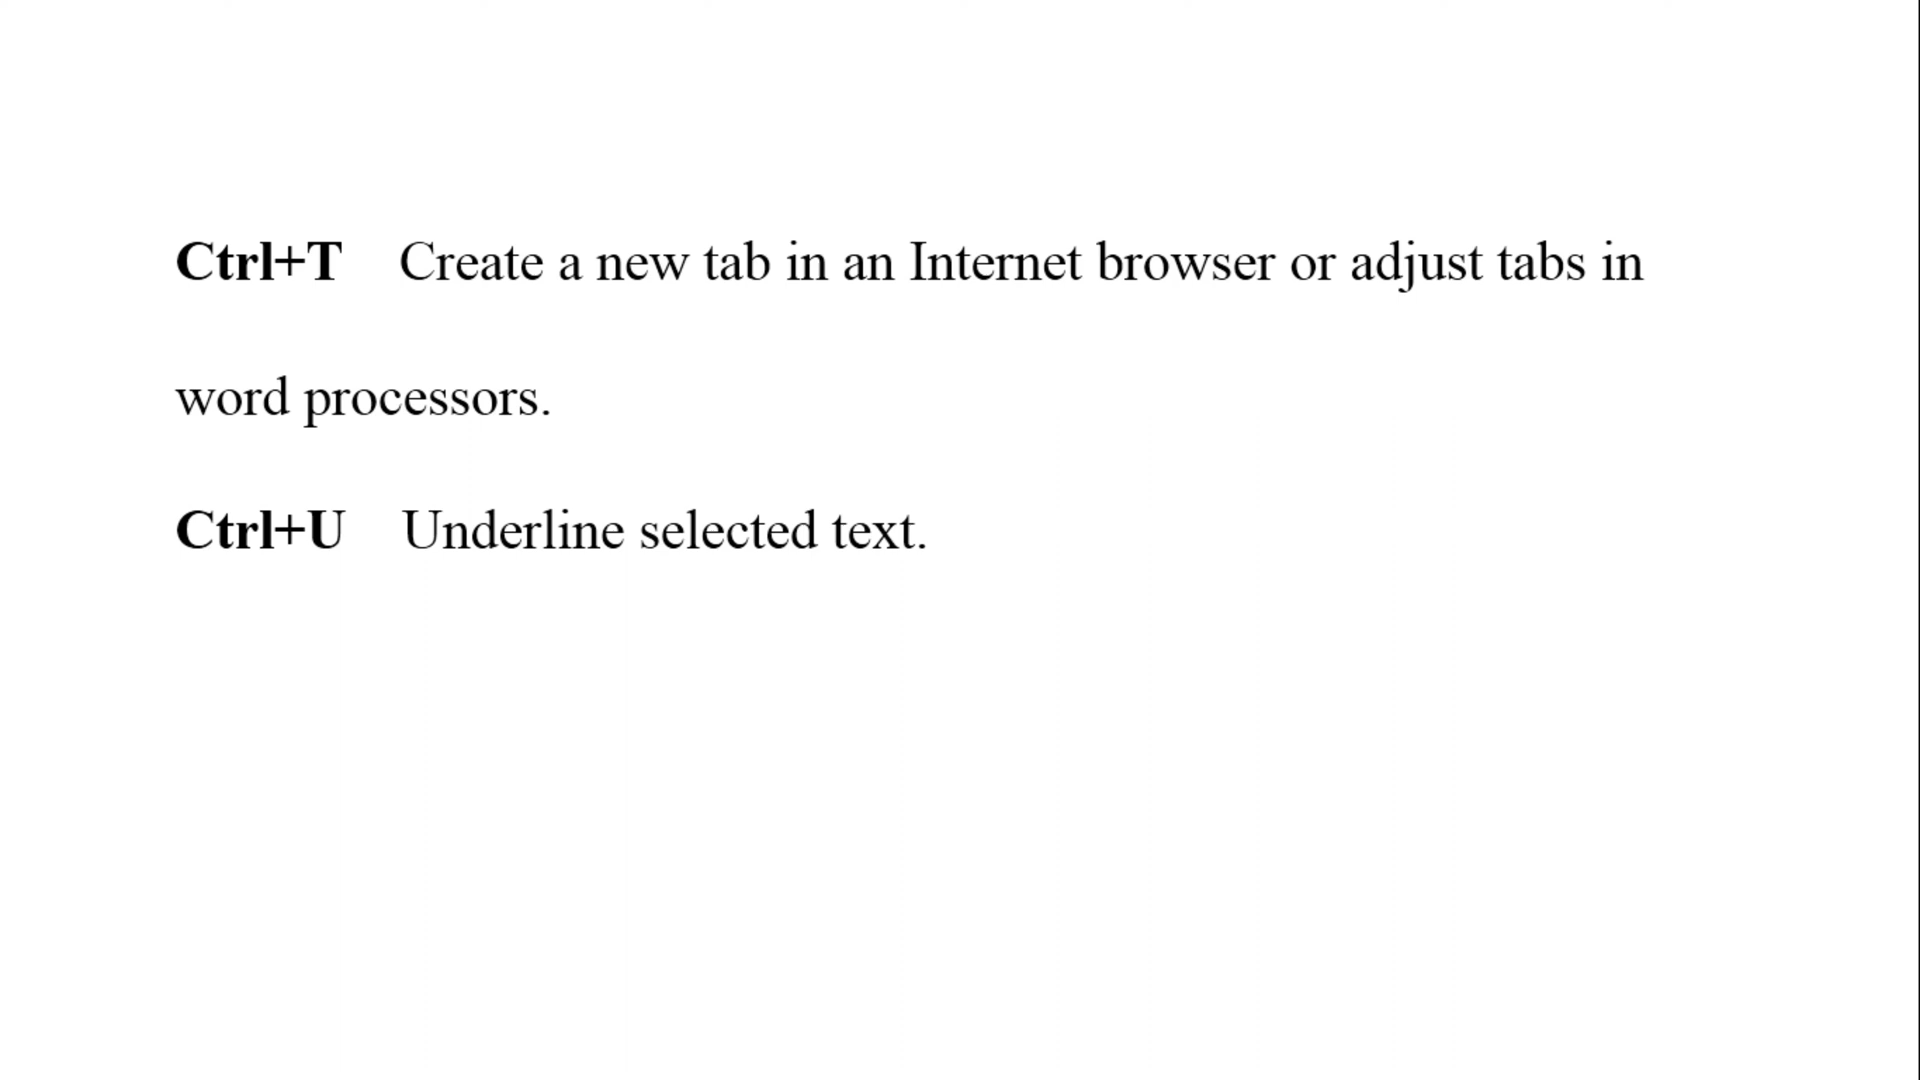 Ctrl+T    Create a new tab in an Internet browser or adjust tabs in
word processors.
Ctrl+U    Underline selected text.